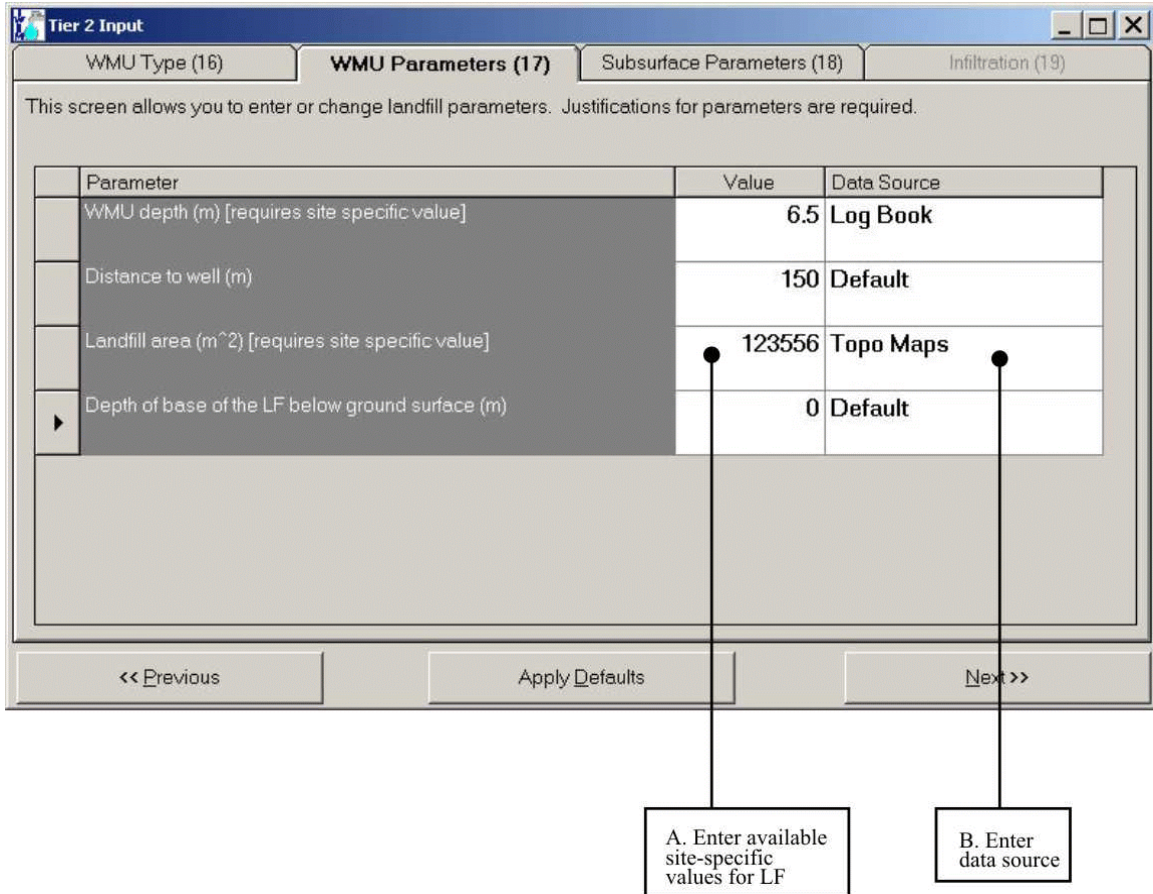 Tier 2 Input
WMU Type (16) WMU Parameters (17) Subsurface Parameters (18) Infiltration (19)
This screen allows you to enter or change landfill parameters. Justifications for parameters are required.
Parameter Value Data Source
WMU depth (m) [requires site specific value] 6.5 Log Book
Distance to well (m) 150 Default
Landfill area (m^2) [requires site specific value] 123556 Topo Maps
Depth of base of the LF below ground surface (m) 0 Default
<< Previous Apply Defaults Next >>
A. Enter available
site-specific
values for LF
B. Enter
data source